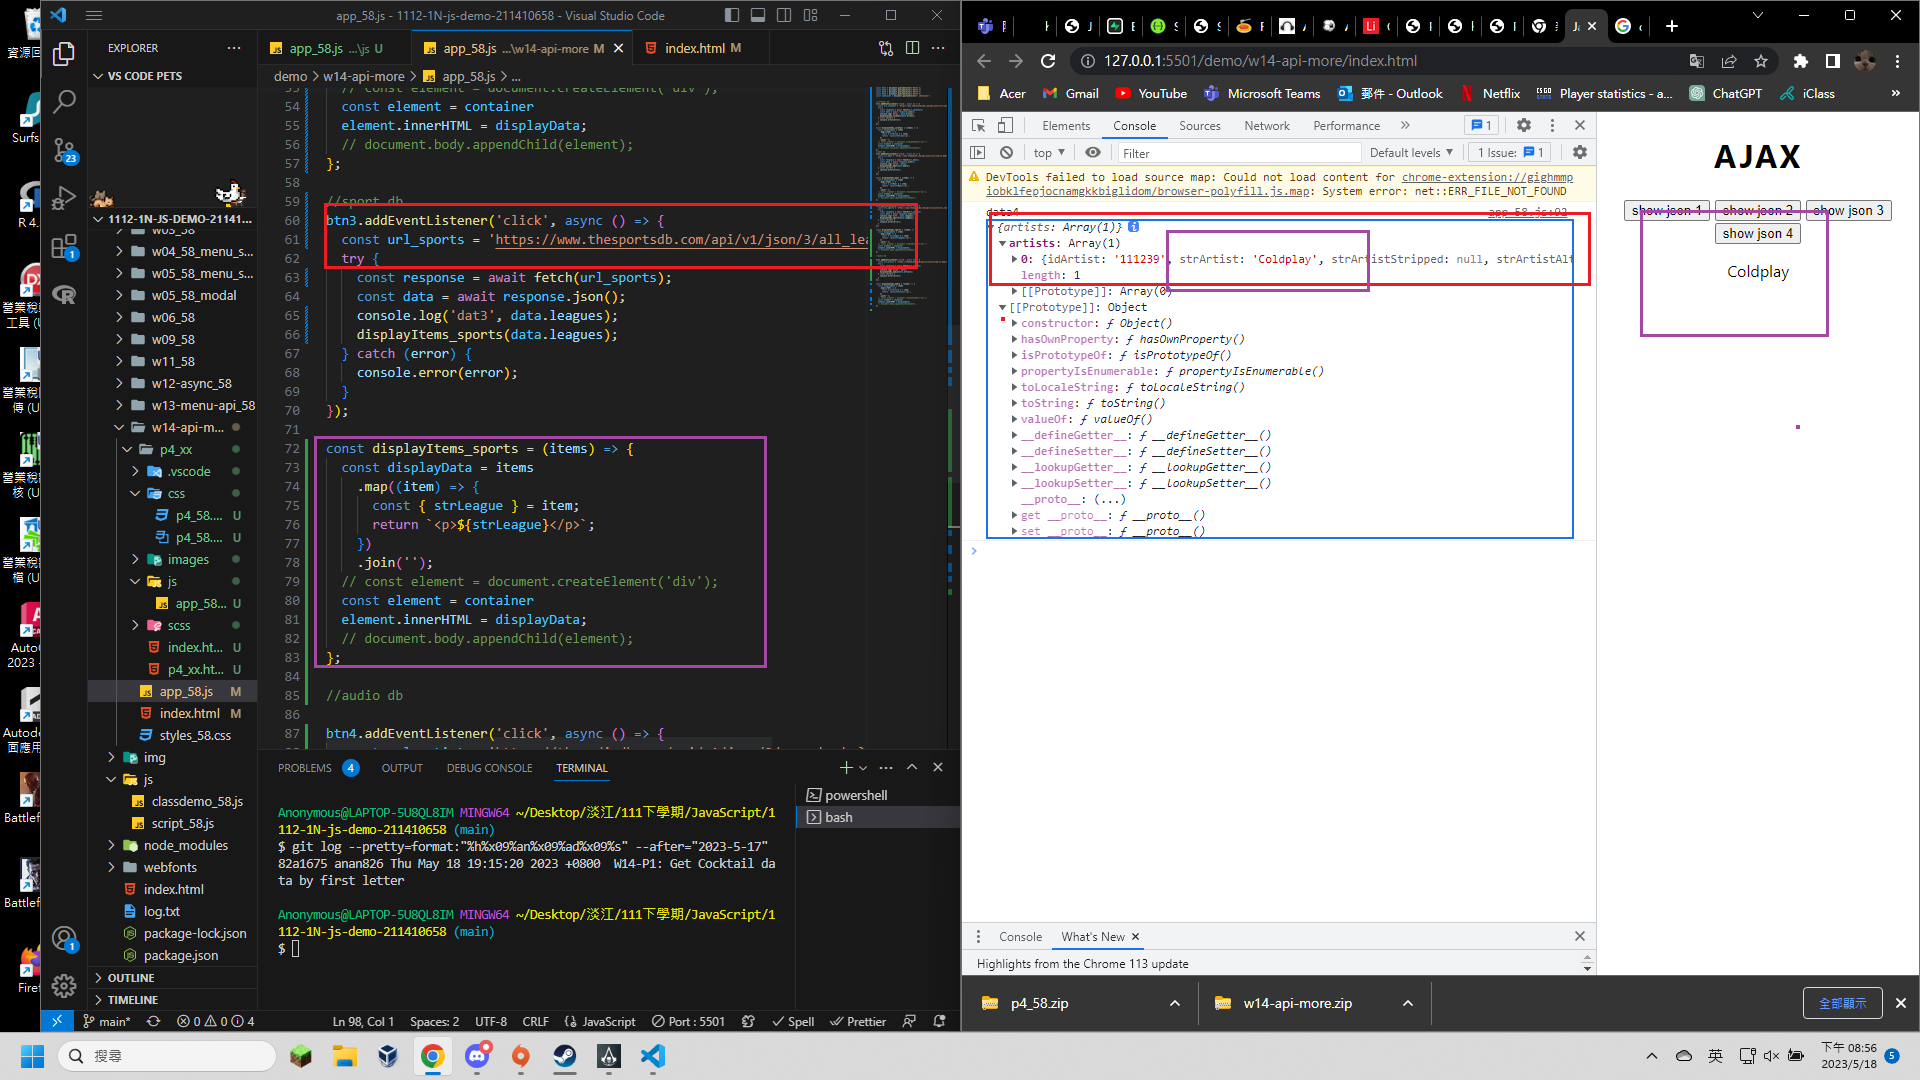 app_58.js - 1112-1N-js-demo-211410658 - Visual Studio Code
EXPLORER
VS CODE PETS
1112-1N-JS-DEMO-21141...
w04_58_menu_s...
w05_58_menu_s...
w05_58_modal
w06_58
w09_58
w11_58
w12-async_58
w13-menu-api_58
w14-api-m...
p4_xx
.vscode
css
p4_58.... U
p4_58.... U
images
js
app_58... U
scss
index.ht... U
p4_xx.ht... U
app_58.js M
index.html M
styles_58.css
img
js
classdemo_58.js
script_58.js
node_modules
webfonts
index.html
log.txt
package-lock.json
package.json
OUTLINE
TIMELINE
app_58.js ...\js U
app_58.js ...\w14-api-more M
index.html M
demo > w14-api-more > app_58.js > ...
// const element = document.createElement('div');
54 const element = container
55 element.innerHTML = displayData;
56 // document.body.appendChild(element);
57 };
58
59 //sport db
60 btn3.addEventListener('click', async () => {
61 const url_sports = 'https://www.thesportsdb.com/api/v1/json/3/all_lea
62 try {
63 const response = await fetch(url_sports);
64 const data = await response.json();
65 console.log('dat3', data.leagues);
66 displayItems_sports(data.leagues);
67 } catch (error) {
68 console.error(error);
69 }
70 });
71
72 const displayItems_sports = (items) => {
73 const displayData = items
74 .map((item) => {
75 const { strLeague } = item;
76 return `<p>${strLeague}</p>`;
77 })
78 .join('');
79 // const element = document.createElement('div');
80 const element = container
81 element.innerHTML = displayData;
82 // document.body.appendChild(element);
83 };
84
85 //audio db
86
87 btn4.addEventListener('click', async () => {
PROBLEMS 4 OUTPUT DEBUG CONSOLE TERMINAL
powershell
bash
Anonymous@LAPTOP-5U8QL8IM MINGW64 ~/Desktop/淡江/111下學期/JavaScript/1
112-1N-js-demo-211410658 (main)
$ git log --pretty=format:"%h%x09%an%x09%ad%x09%s" --after="2023-5-17"
82a1675 anan826 Thu May 18 19:15:20 2023 +0800 W14-P1: Get Cocktail da
ta by first letter
Anonymous@LAPTOP-5U8QL8IM MINGW64 ~/Desktop/淡江/111下學期/JavaScript/1
112-1N-js-demo-211410658 (main)
$
main* 0 0 4 Ln 98, Col 1 Spaces: 2 UTF-8 CRLF JavaScript Port : 5501 Spell Prettier
127.0.0.1:5501/demo/w14-api-more/index.html
Acer Gmail YouTube Microsoft Teams 郵件 - Outlook Netflix Player statistics - a... ChatGPT iClass
Elements Console Sources Network Performance 1
top Filter Default levels 1 Issue: 1
DevTools failed to load source map: Could not load content for chrome-extension://gighmmp
iobklfepjocnamgkkbiglidom/browser-polyfill.js.map: System error: net::ERR_FILE_NOT_FOUND
data4 app_58.js:92
{artists: Array(1)}
artists: Array(1)
0: {idArtist: '111239', strArtist: 'Coldplay', strArtistStripped: null, strArtistAlt
length: 1
[[Prototype]]: Array(0)
[[Prototype]]: Object
constructor: ƒ Object()
hasOwnProperty: ƒ hasOwnProperty()
isPrototypeOf: ƒ isPrototypeOf()
propertyIsEnumerable: ƒ propertyIsEnumerable()
toLocaleString: ƒ toLocaleString()
toString: ƒ toString()
valueOf: ƒ valueOf()
__defineGetter__: ƒ __defineGetter__()
__defineSetter__: ƒ __defineSetter__()
__lookupGetter__: ƒ __lookupGetter__()
__lookupSetter__: ƒ __lookupSetter__()
__proto__: (...)
get __proto__: ƒ __proto__()
set __proto__: ƒ __proto__()
Console What's New
Highlights from the Chrome 113 update
AJAX
show json 1 show json 2 show json 3
show json 4
Coldplay
p4_58.zip
w14-api-more.zip
全部顯示
搜尋
英
下午 08:56
2023/5/18
5